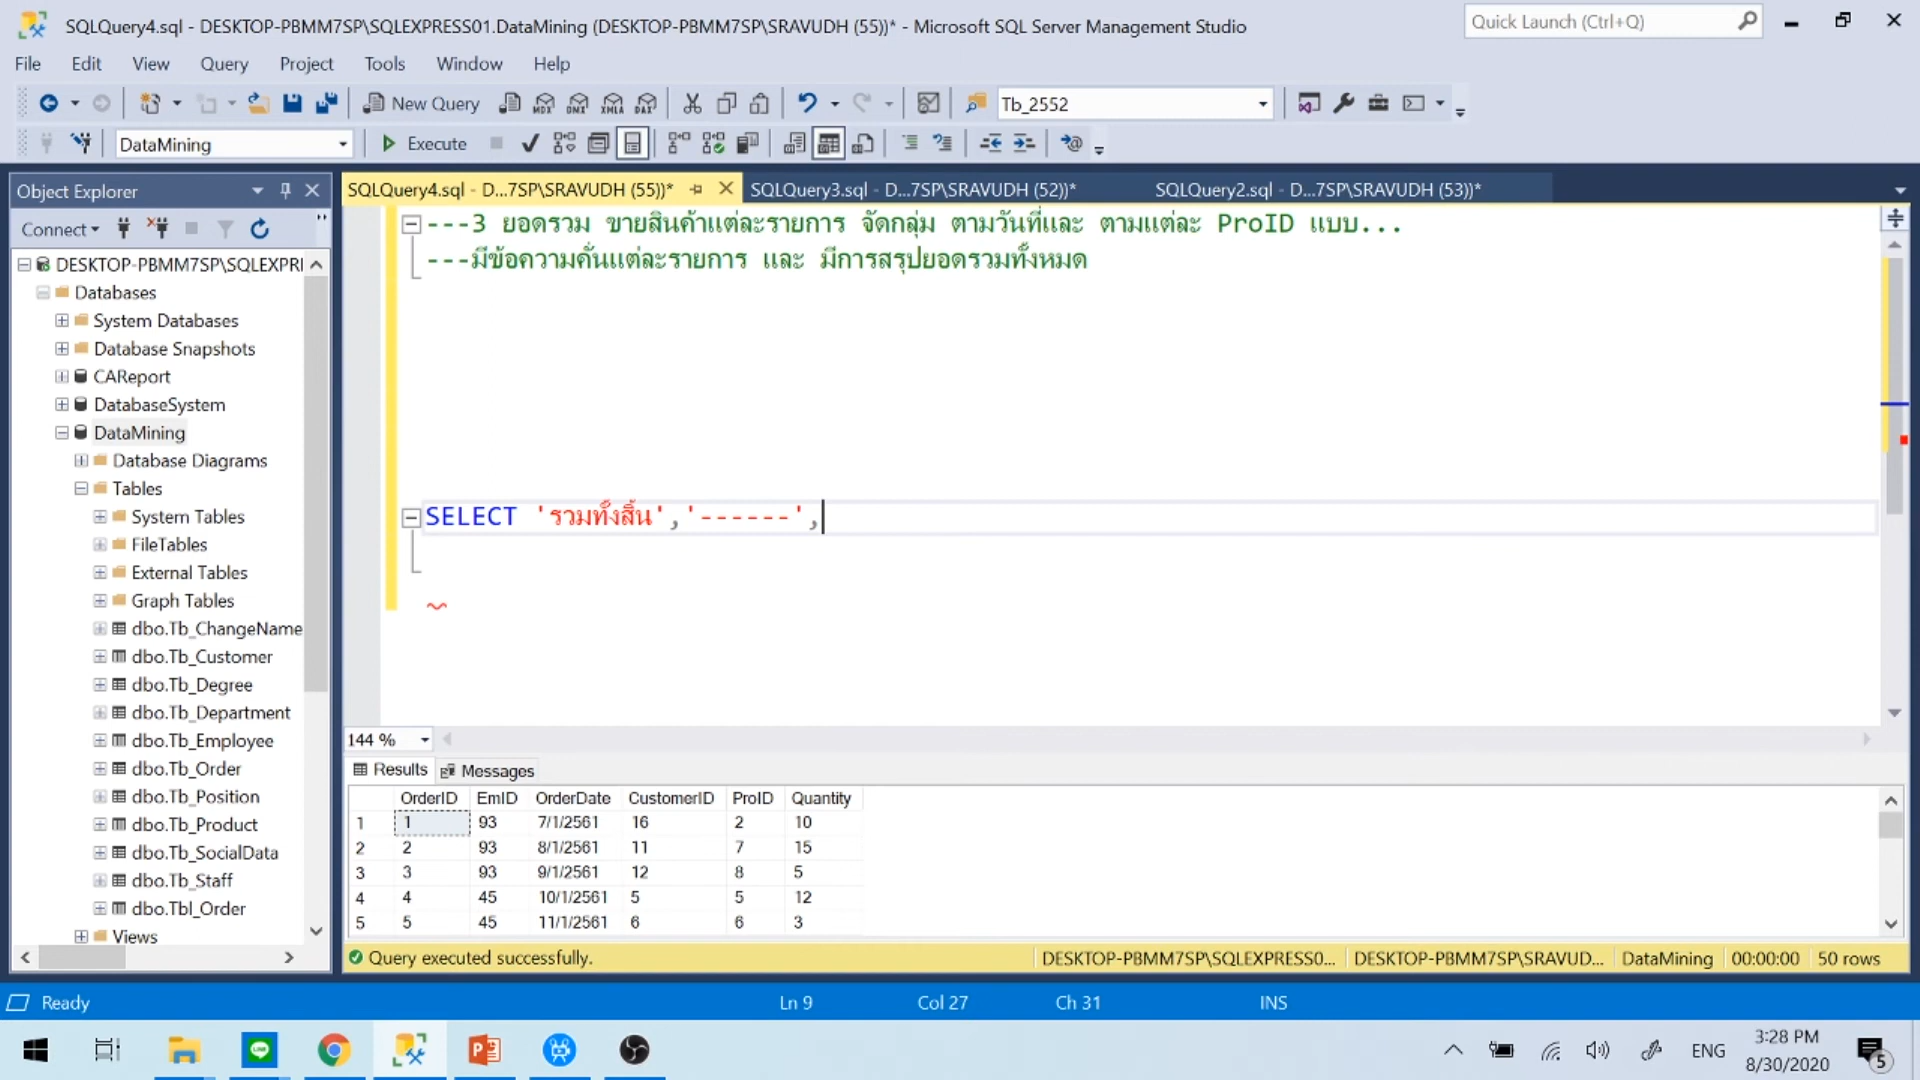 SQLQuery4.sql - DESKTOP-PBMM7SP\SQLEXPRESS01.DataMining (DESKTOP-PBMM7SP\SRAVUDH (55))* - Microsoft SQL Server Management Studio
Quick Launch (Ctrl+Q)
File Edit View Query Project Tools Window Help
New Query MDX DMX XMLA DAX Tb_2552
DataMining Execute
Object Explorer
SQLQuery4.sql - D...7SP\SRAVUDH (55))* SQLQuery3.sql - D...7SP\SRAVUDH (52))* SQLQuery2.sql - D...7SP\SRAVUDH (53))*
Connect
DESKTOP-PBMM7SP\SQLEXPRI
Databases
System Databases
Database Snapshots
CAReport
DatabaseSystem
DataMining
Database Diagrams
Tables
System Tables
FileTables
External Tables
Graph Tables
dbo.Tb_ChangeName
dbo.Tb_Customer
dbo.Tb_Degree
dbo.Tb_Department
dbo.Tb_Employee
dbo.Tb_Order
dbo.Tb_Position
dbo.Tb_Product
dbo.Tb_SocialData
dbo.Tb_Staff
dbo.Tbl_Order
Views
---3 ยอดรวม ขายสินค้าแต่ละรายการ จัดกลุ่ม ตามวันที่และ ตามแต่ละ ProID แบบ...
---มีข้อความคั่นแต่ละรายการ และ มีการสรุปยอดรวมทั้งหมด
SELECT 'รวมทั้งสิ้น','------',
144 %
Results Messages
OrderID EmID OrderDate CustomerID ProID Quantity
1 1 93 7/1/2561 16 2 10
2 2 93 8/1/2561 11 7 15
3 3 93 9/1/2561 12 8 5
4 4 45 10/1/2561 5 5 12
5 5 45 11/1/2561 6 6 3
Query executed successfully. DESKTOP-PBMM7SP\SQLEXPRESS0... DESKTOP-PBMM7SP\SRAVUD... DataMining 00:00:00 50 rows
Ready Ln 9 Col 27 Ch 31 INS
ENG 3:28 PM
8/30/2020
5